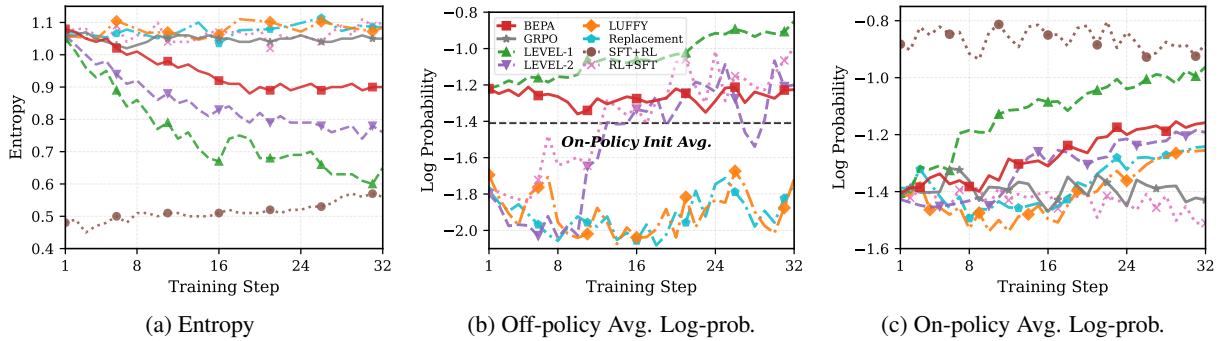 1.1
1.0
0.9
0.8
0.7
0.6
0.5
0.4
Entropy
1 8 16 24 32
Training Step
(a) Entropy
−0.8
−1.0
−1.2
−1.4
−1.6
−1.8
−2.0
Log Probability
BEPA
GRPO
LEVEL-1
LEVEL-2
LUFFY
Replacement
SFT+RL
RL+SFT
On-Policy Init Avg.
1 8 16 24 32
Training Step
(b) Off-policy Avg. Log-prob.
−0.8
−1.0
−1.2
−1.4
−1.6
Log Probability
1 8 16 24 32
Training Step
(c) On-policy Avg. Log-prob.